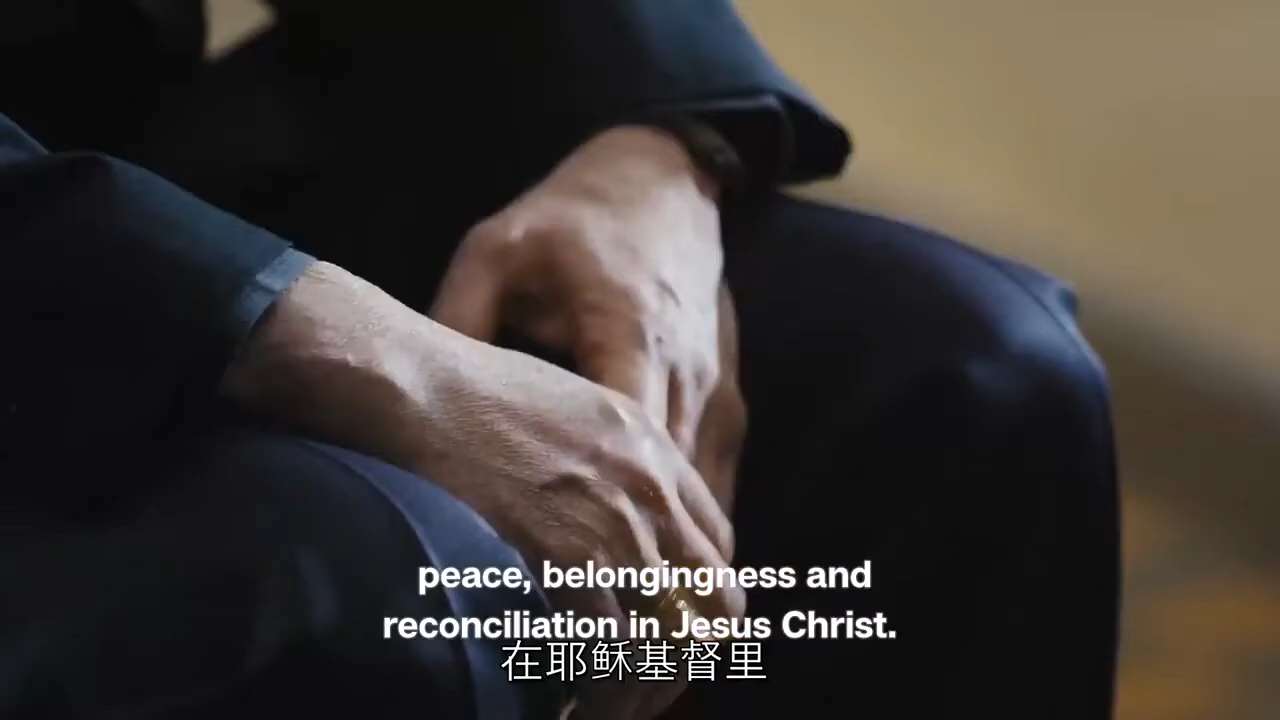 peace, belongingness and
reconciliation in Jesus Christ.
在耶稣基督里